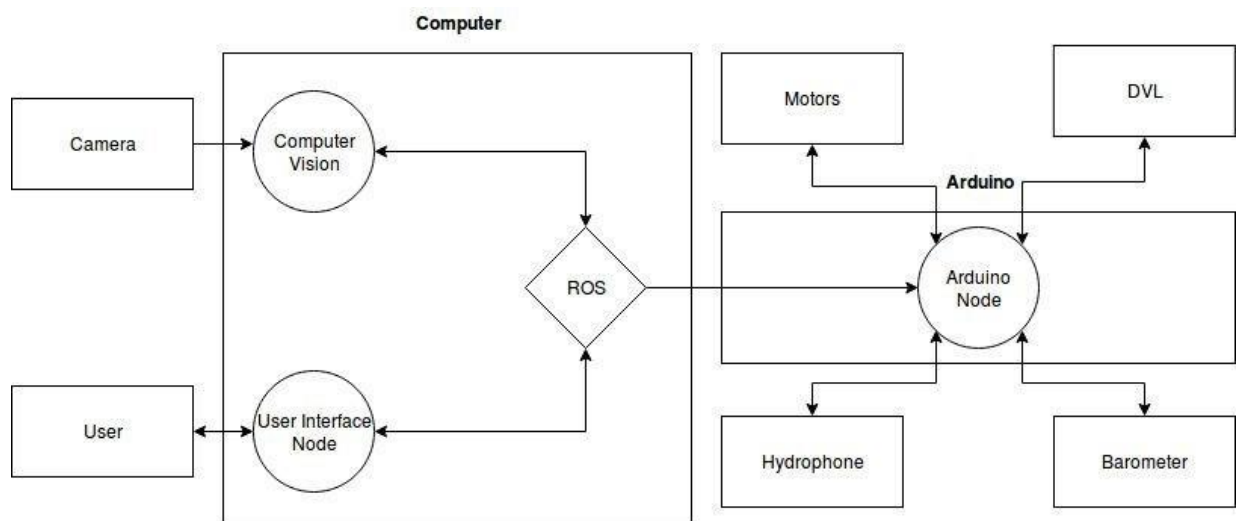 Computer
Camera
Computer
Vision
ROS
User
User Interface
Node
Motors
DVL
Arduino
Arduino
Node
Hydrophone
Barometer